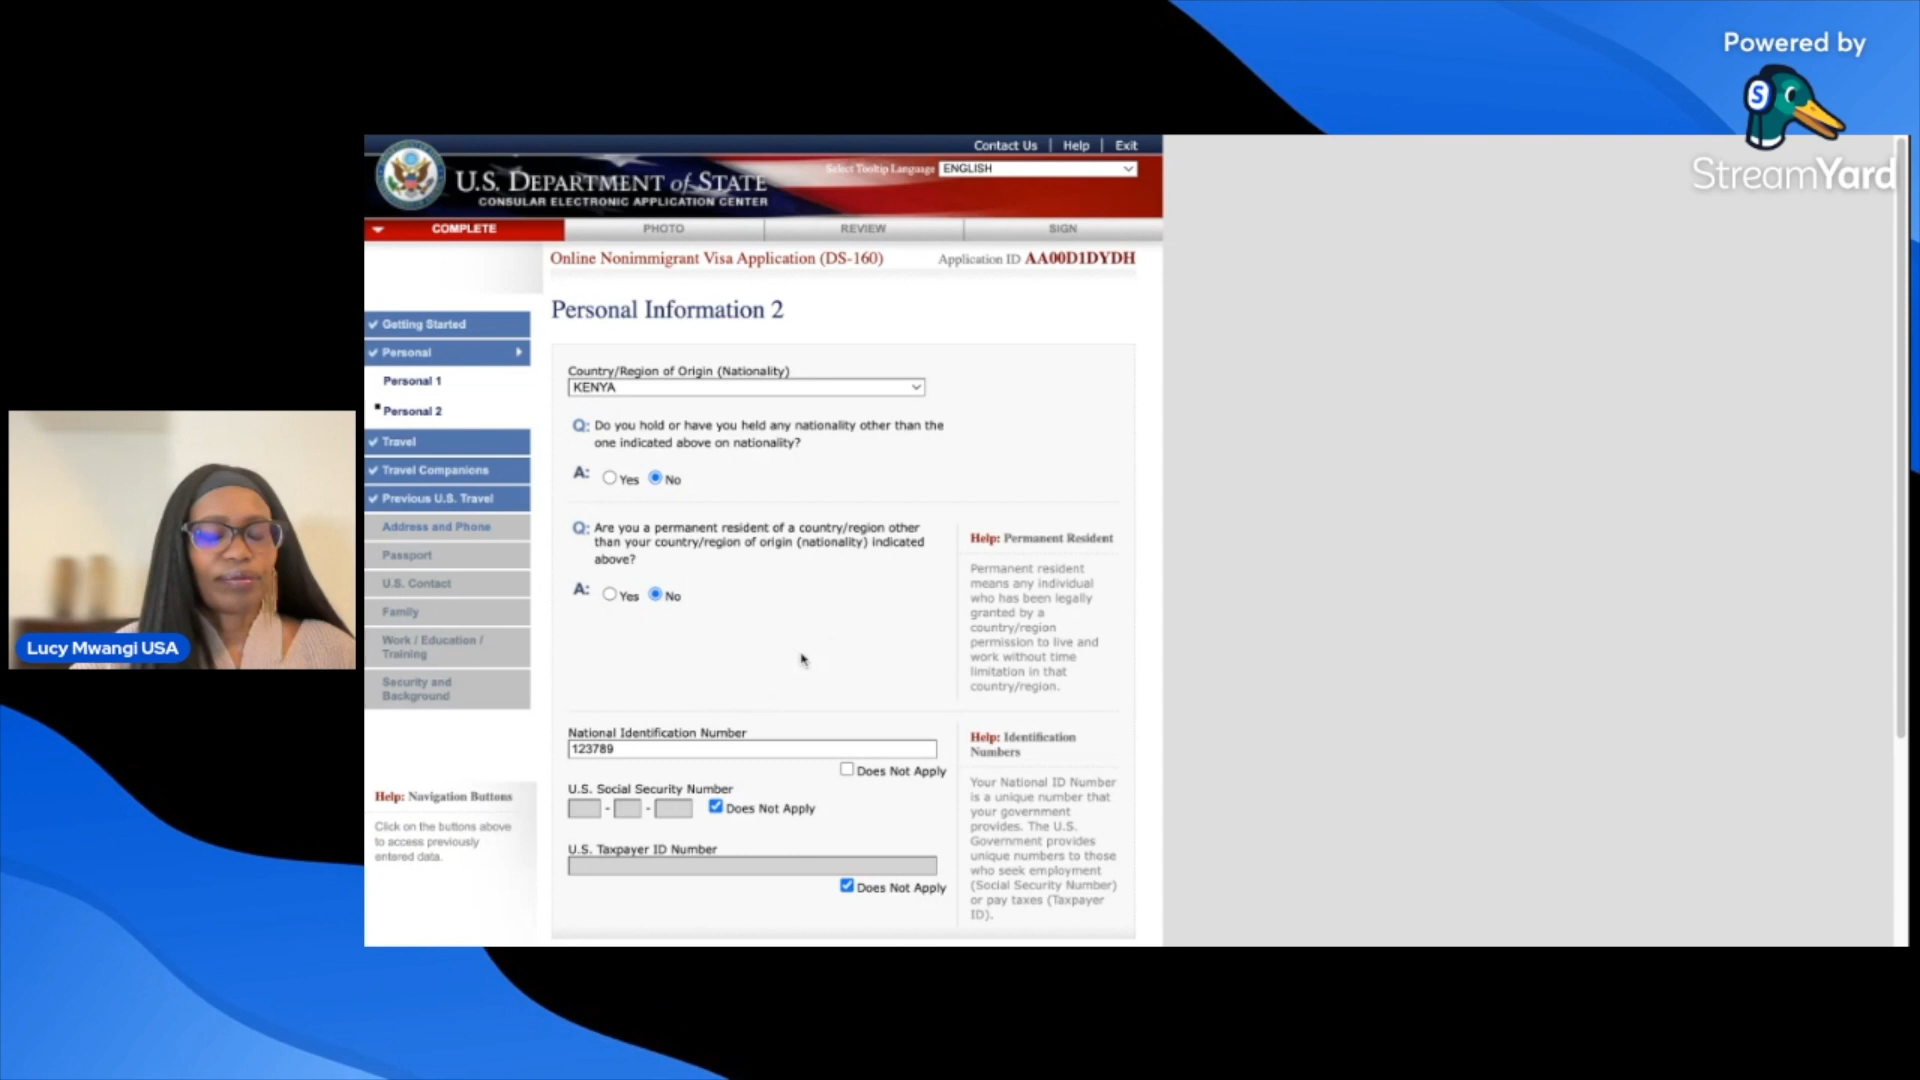 Powered by
S
StreamYard
Contact Us | Help | Exit
Select Tooltip Language ENGLISH
U.S. DEPARTMENT of STATE
CONSULAR ELECTRONIC APPLICATION CENTER
COMPLETE PHOTO REVIEW SIGN
Online Nonimmigrant Visa Application (DS-160) Application ID AA00D1DYDH
Personal Information 2
Getting Started
Personal
Personal 1
Personal 2
Travel
Travel Companions
Previous U.S. Travel
Address and Phone
Passport
U.S. Contact
Family
Work / Education /
Training
Security and
Background
Help: Navigation Buttons
Click on the buttons above
to access previously
entered data.
Country/Region of Origin (Nationality)
KENYA
Q: Do you hold or have you held any nationality other than the
one indicated above on nationality?
A: Yes No
Q: Are you a permanent resident of a country/region other
than your country/region of origin (nationality) indicated
above?
A: Yes No
Help: Permanent Resident
Permanent resident
means any individual
who has been legally
granted by a
country/region
permission to live and
work without time
limitation in that
country/region.
National Identification Number
123789
Does Not Apply
U.S. Social Security Number
- - Does Not Apply
U.S. Taxpayer ID Number
Does Not Apply
Help: Identification
Numbers
Your National ID Number
is a unique number that
your government
provides. The U.S.
Government provides
unique numbers to those
who seek employment
(Social Security Number)
or pay taxes (Taxpayer
ID).
Lucy Mwangi USA